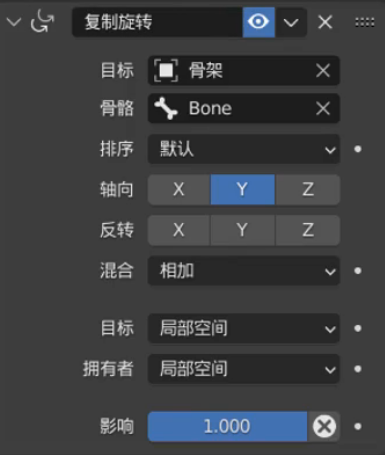 复制旋转
目标 骨架
骨骼 Bone
排序 默认
轴向 X Y Z
反转 X Y Z
混合 相加
目标 局部空间
拥有者 局部空间
影响 1.000